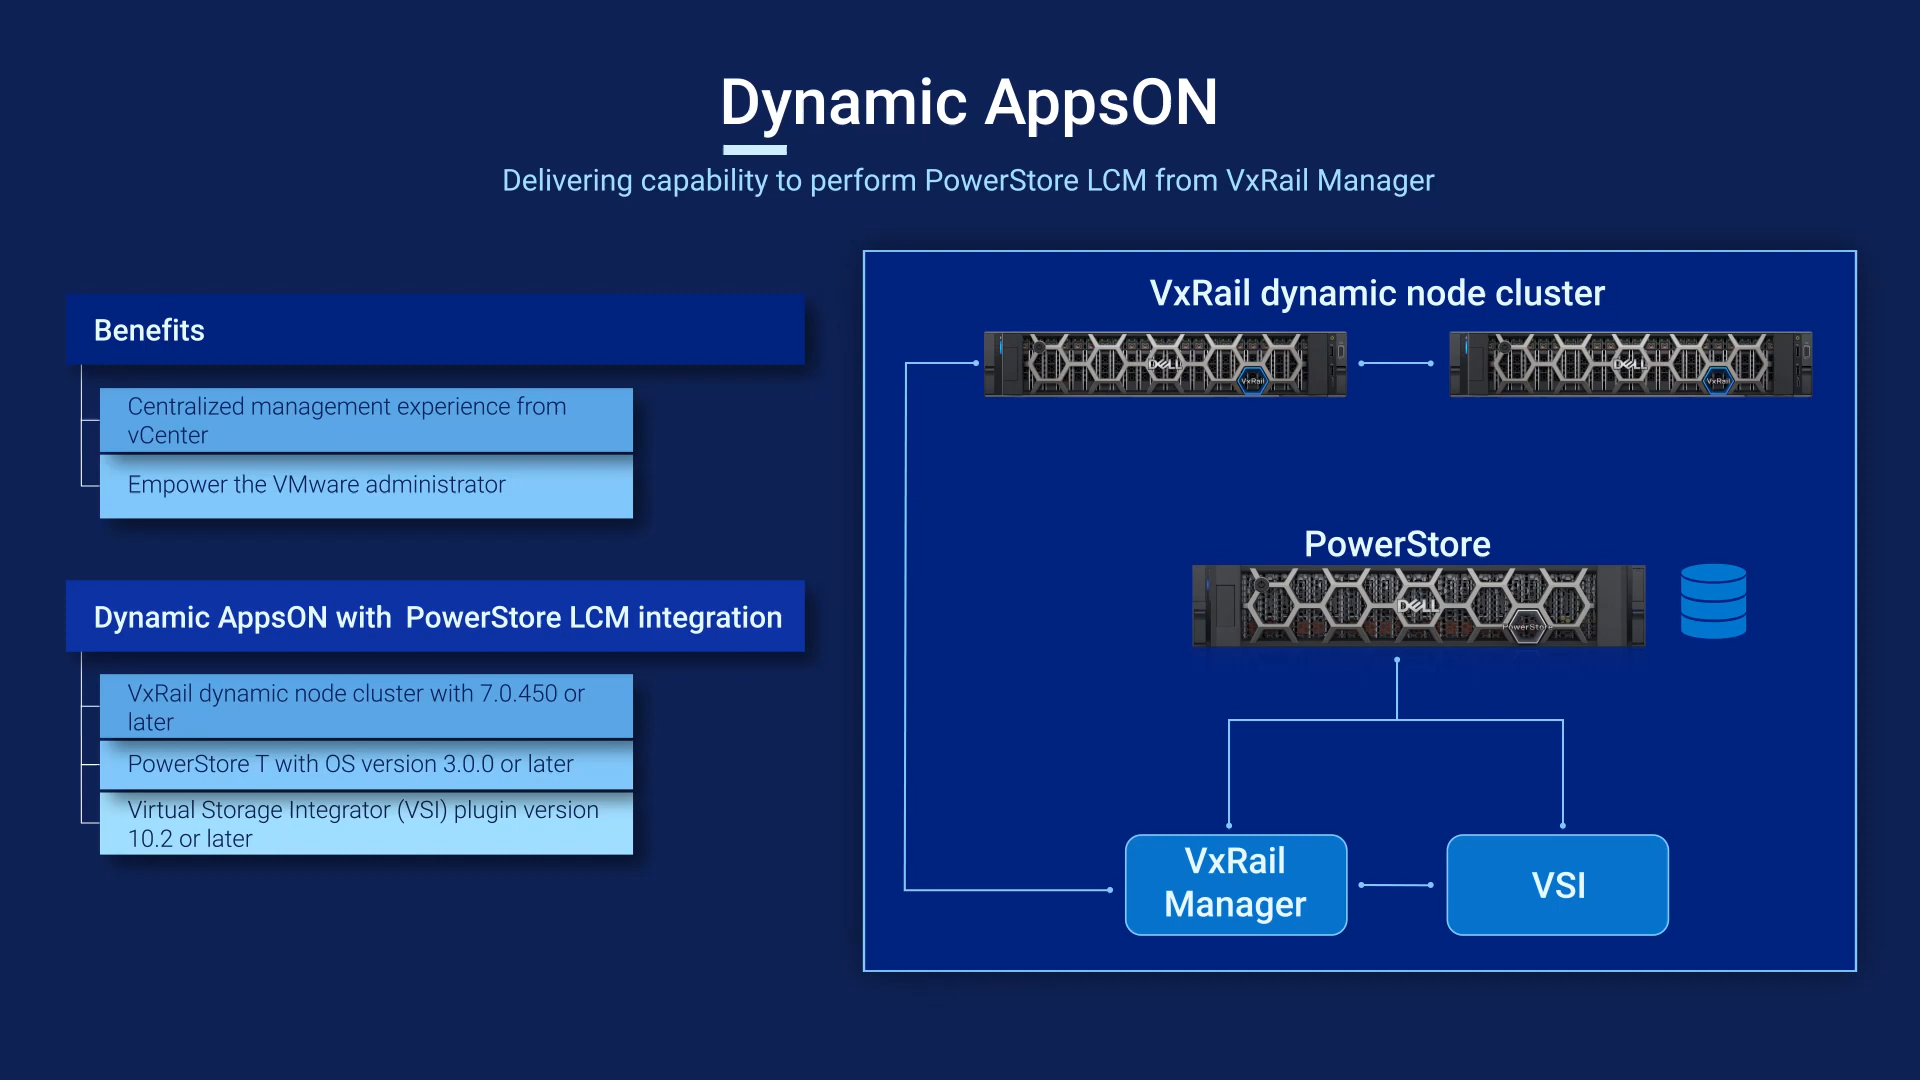 Dynamic AppsON
Delivering capability to perform PowerStore LCM from VxRail Manager
Benefits
Centralized management experience from
vCenter
Empower the VMware administrator
Dynamic AppsON with PowerStore LCM integration
VxRail dynamic node cluster with 7.0.450 or
later
PowerStore T with OS version 3.0.0 or later
Virtual Storage Integrator (VSI) plugin version
10.2 or later
VxRail dynamic node cluster
DELL
VxRail
DELL
VxRail
PowerStore
DELL
PowerStore
VxRail
Manager
VSI